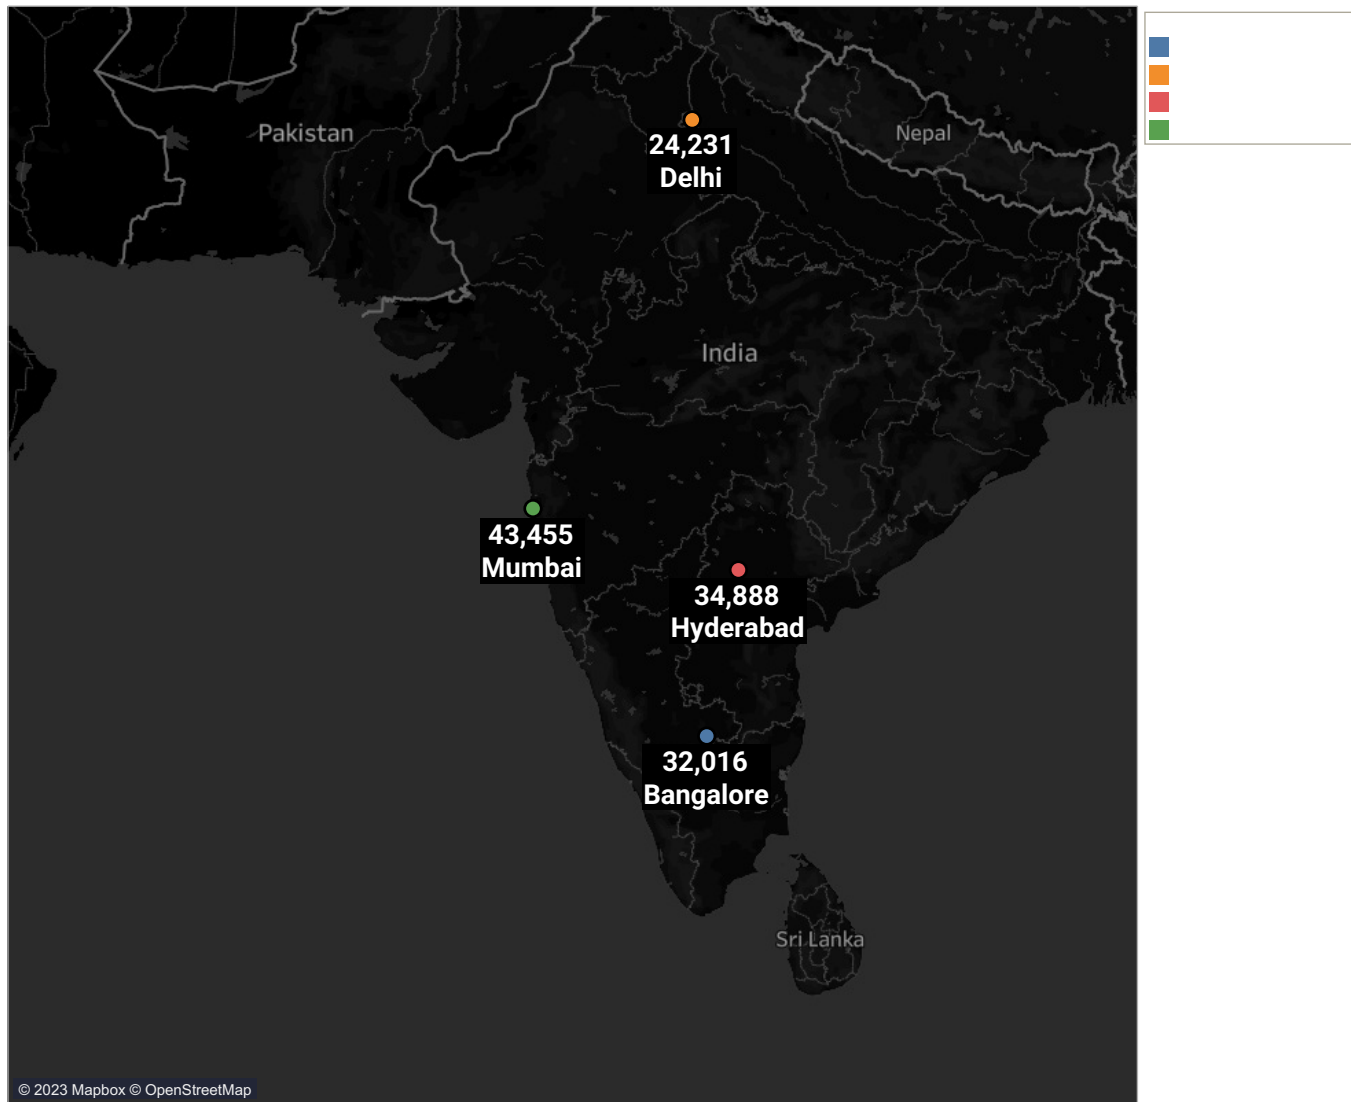 Pakistan
Nepal
24,231
Delhi
India
43,455
Mumbai
34,888
Hyderabad
32,016
Bangalore
Sri Lanka
© 2023 Mapbox © OpenStreetMap